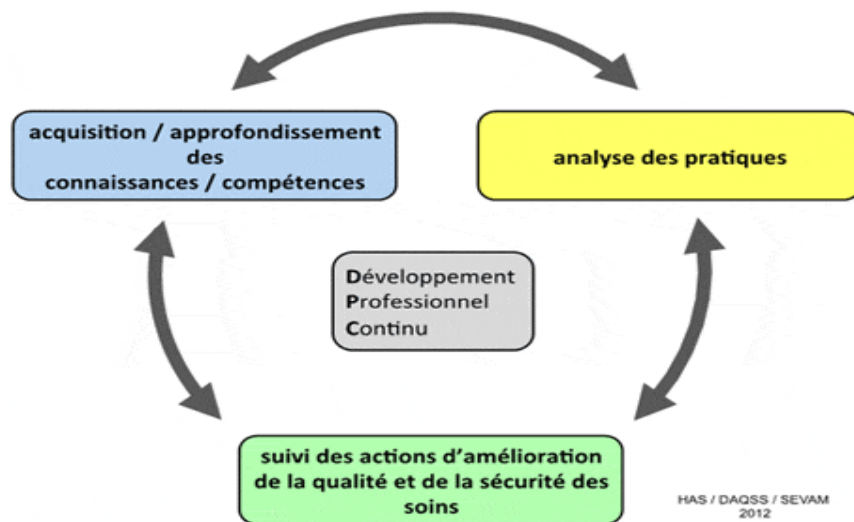 acquisition / approfondissement
des
connaissances / compétences
analyse des pratiques
Développement
Professionnel
Continu
suivi des actions d'amélioration
de la qualité et de la sécurité des
soins
HAS / DAQSS / SEVAM
2012